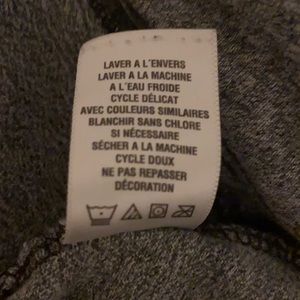 LAVER A L'ENVERS
LAVER A LA MACHINE
A L'EAU FROIDE
CYCLE DÉLICAT
AVEC COULEURS SIMILAIRES
BLANCHIR SANS CHLORE
SI NÉCESSAIRE
SÉCHER A LA MACHINE
CYCLE DOUX
NE PAS REPASSER
DÉCORATION